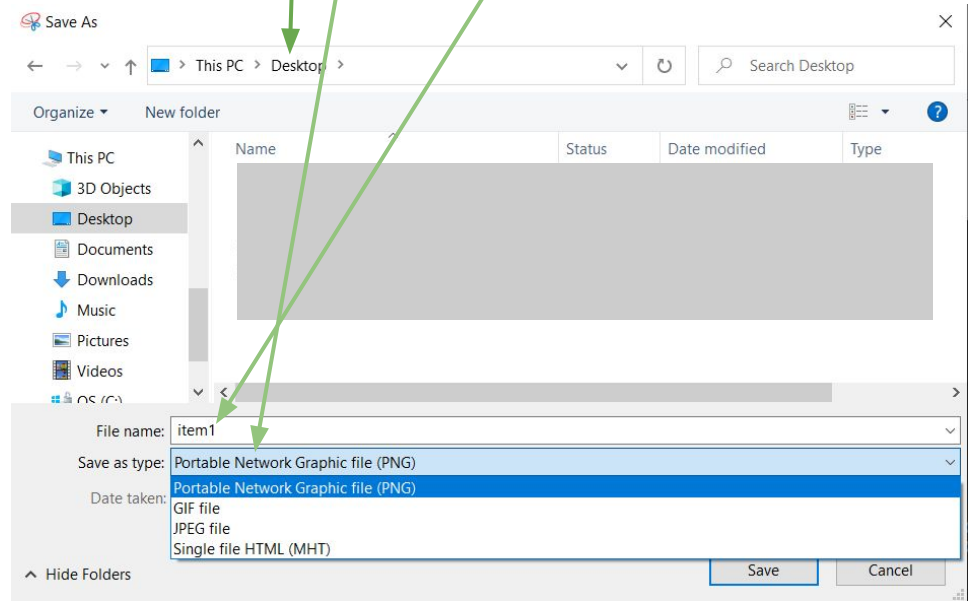 Save As
This PC > Desktop >
Search Desktop
Organize
New folder
?
Name
Status
Date modified
Type
This PC
3D Objects
Desktop
Documents
Downloads
Music
Pictures
Videos
OS (C:)
File name: item1
Save as type: Portable Network Graphic file (PNG)
Date taken:
Portable Network Graphic file (PNG)
GIF file
JPEG file
Single file HTML (MHT)
Hide Folders
Save
Cancel